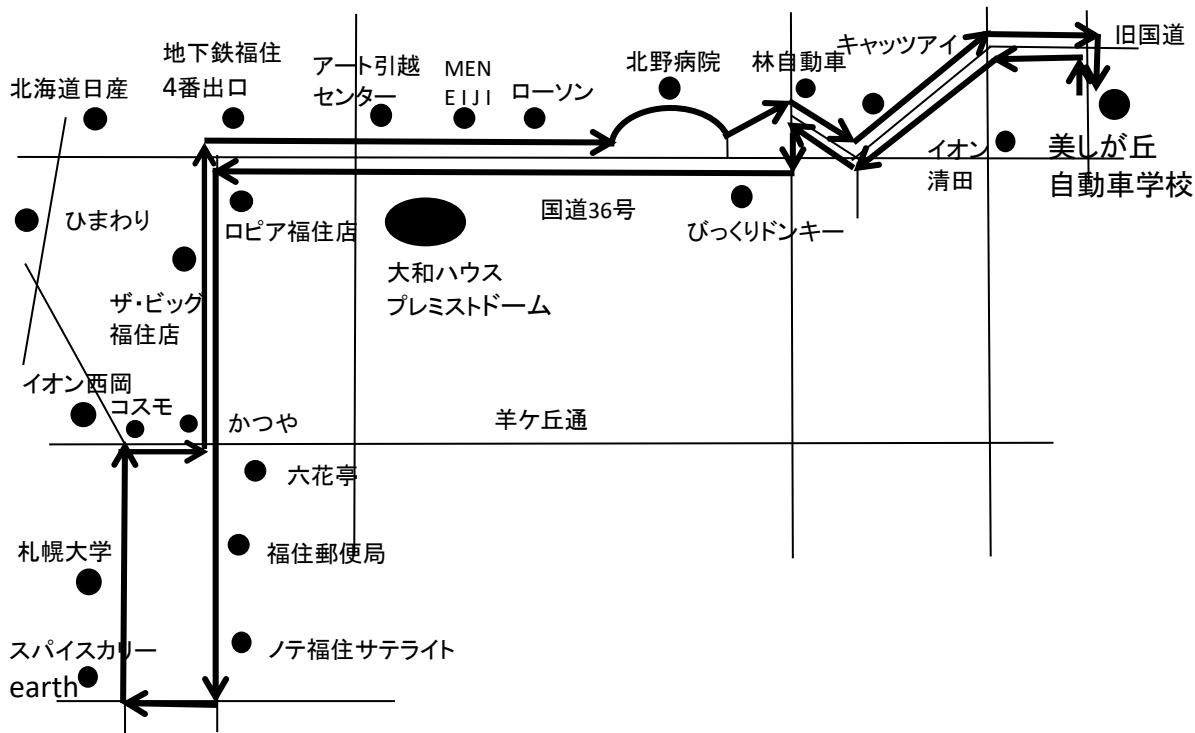 旧国道
キャッツアイ
地下鉄福住
4番出口
アート引越
センター
MEN
EIJI
北野病院
林自動車
北海道日産
ローソン
イオン
清田
美しが丘
自動車学校
ひまわり
ロピア福住店
国道36号
びっくりドンキー
大和ハウス
プレミストドーム
ザ・ビッグ
福住店
イオン西岡
コスモ
かつや
羊ケ丘通
六花亭
札幌大学
福住郵便局
スパイスカリー
earth
ノテ福住サテライト